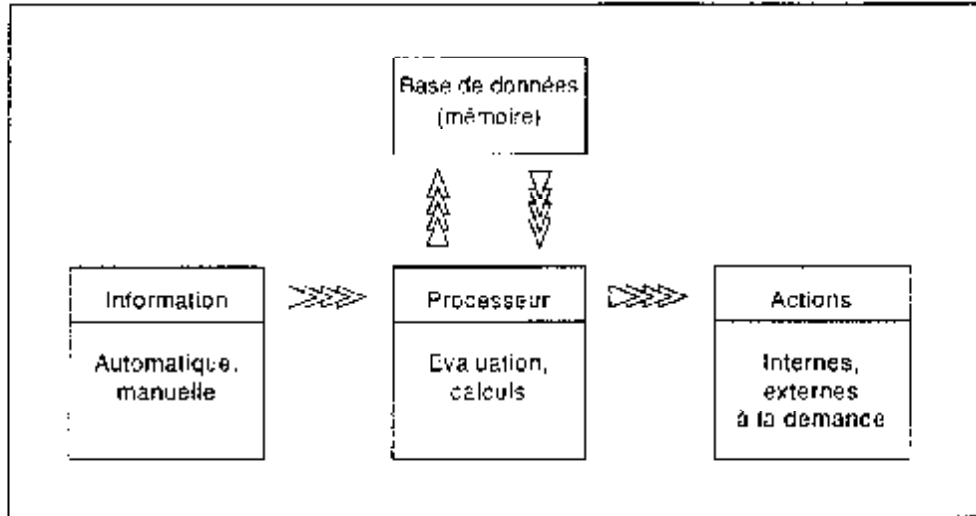 Base de données
(mémoire)
Information
Automatique,
manuelle
Processeur
Evaluation,
calculs
Actions
Internes,
externes
à la demande